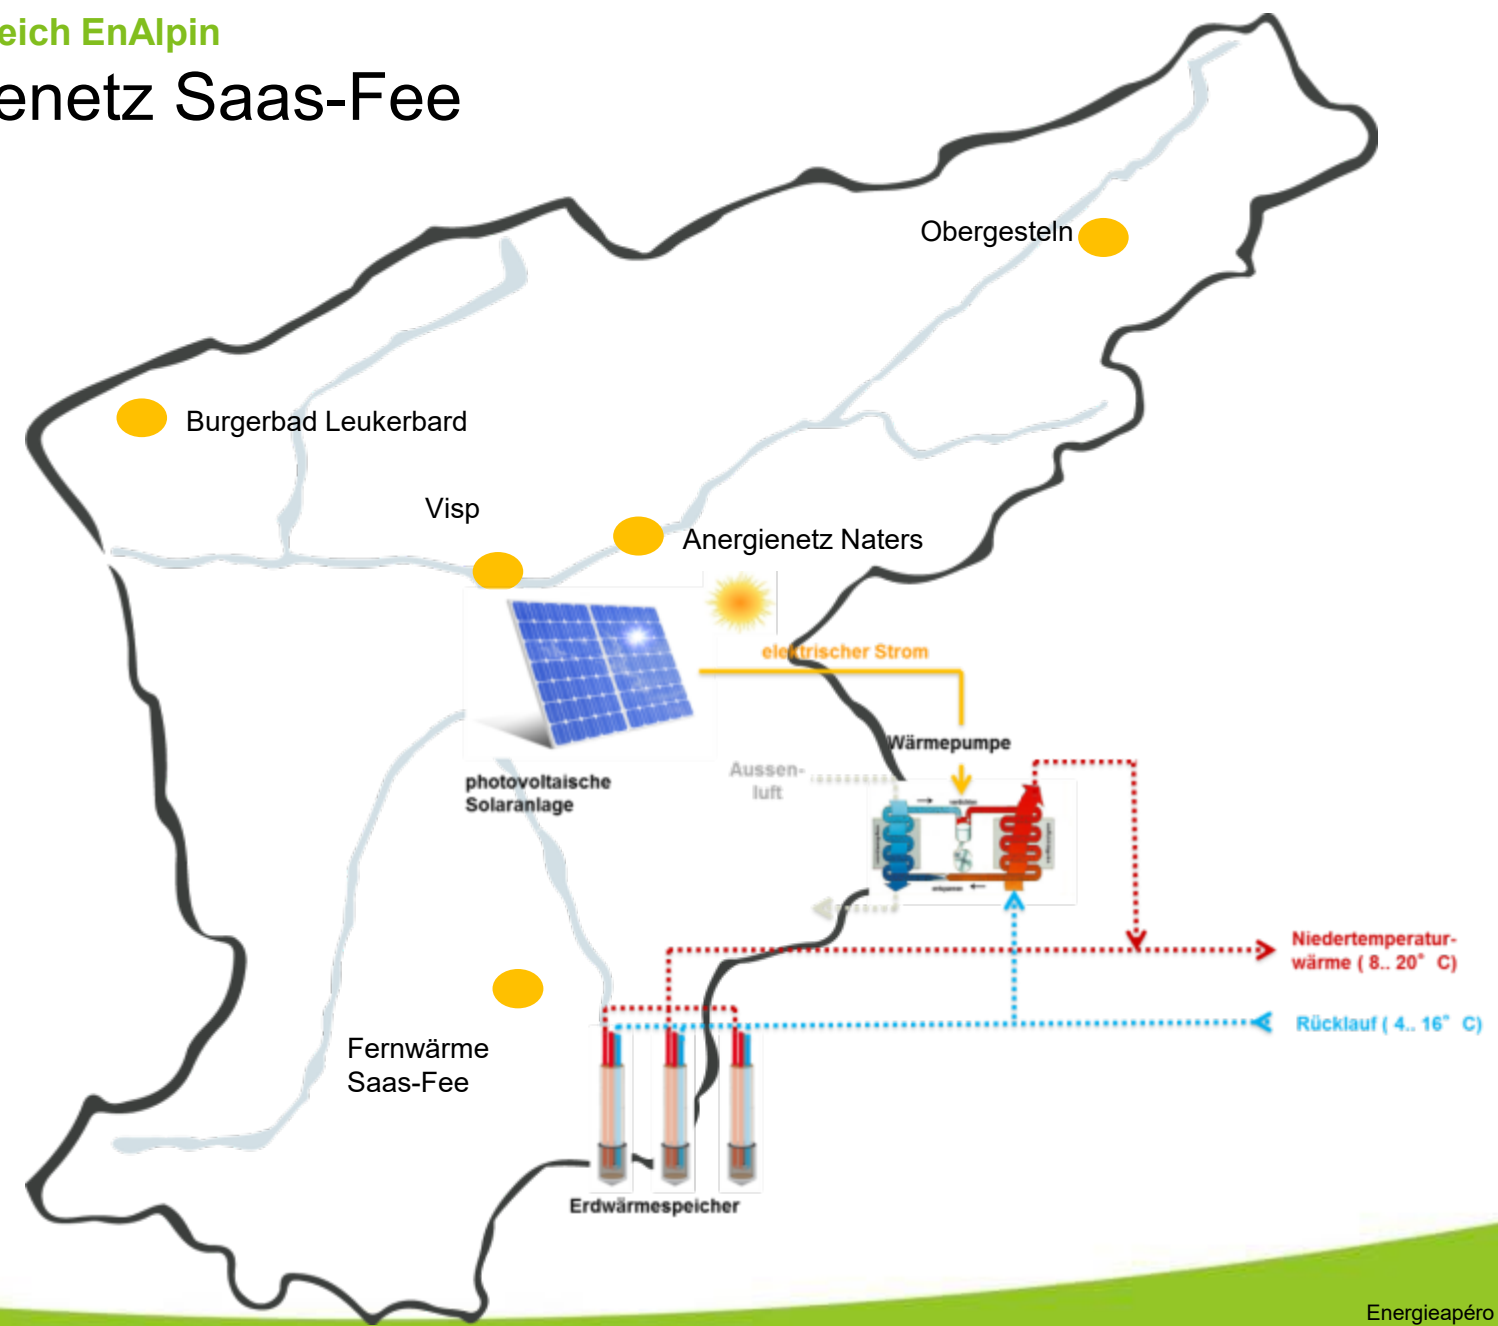 eich EnAlpin
enetz Saas-Fee
Obergesteln
Burgerbad Leukerbard
Visp
Anergienetz Naters
elektrischer Strom
Wärmepumpe
Aussen-
luft
photovoltaische
Solaranlage
Niedertemperatur-
wärme ( 8.. 20° C)
Rücklauf ( 4.. 16° C)
Fernwärme
Saas-Fee
Erdwärmespeicher
Energieapéro